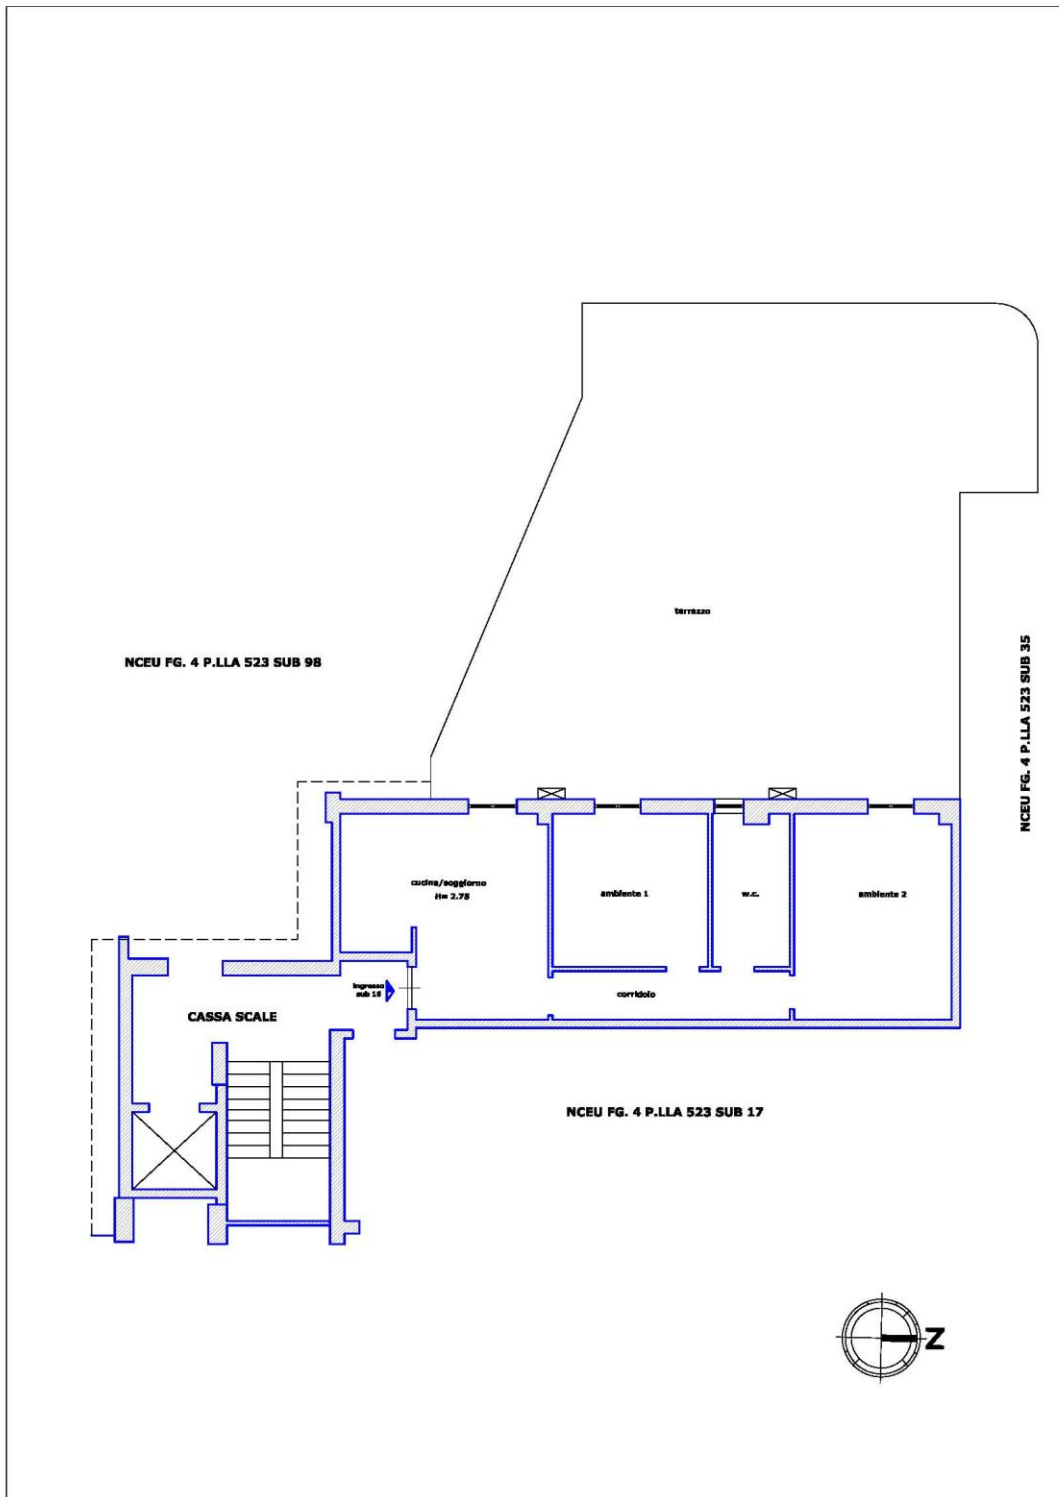 terrazzo
NCEU FG. 4 P.LLA 523 SUB 98
NCEU FG. 4 P.LLA 523 SUB 35
cucina/soggiorno
H= 2.75
ambiente 1
w.c.
ambiente 2
ingresso
sub 16
corridoio
CASSA SCALE
NCEU FG. 4 P.LLA 523 SUB 17
N